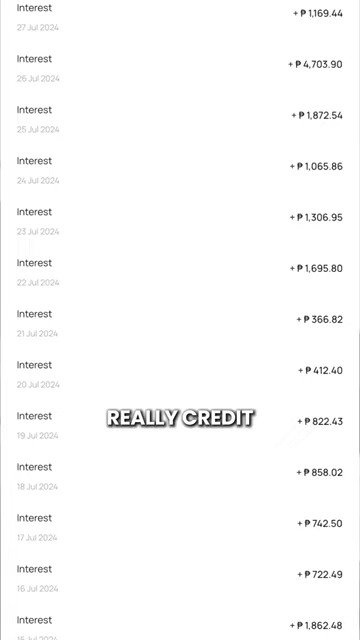 Interest + ₱ 1,169.44
27 Jul 2024
Interest + ₱ 4,703.90
26 Jul 2024
Interest + ₱ 1,872.54
25 Jul 2024
Interest + ₱ 1,065.86
24 Jul 2024
Interest + ₱ 1,306.95
23 Jul 2024
Interest + ₱ 1,695.80
22 Jul 2024
Interest + ₱ 366.82
21 Jul 2024
Interest + ₱ 412.40
20 Jul 2024
Interest + ₱ 822.43
REALLY CREDIT
19 Jul 2024
Interest + ₱ 858.02
18 Jul 2024
Interest + ₱ 742.50
17 Jul 2024
Interest + ₱ 722.49
16 Jul 2024
Interest + ₱ 1,862.48
15 Jul 2024